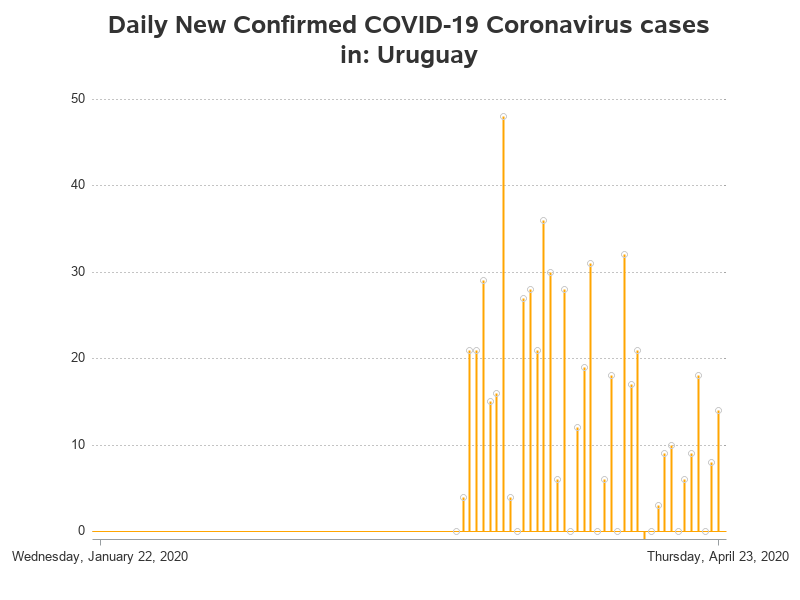 Daily New Confirmed COVID-19 Coronavirus cases
in: Uruguay
50
40
30
20
10
0
Wednesday, January 22, 2020
Thursday, April 23, 2020